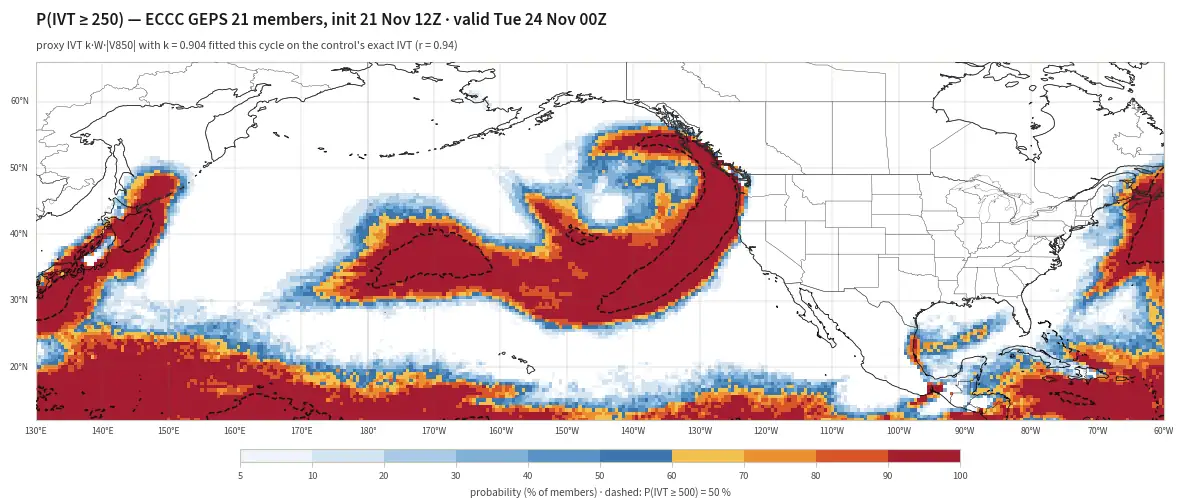 P(IVT ≥ 250) — ECCC GEPS 21 members, init 21 Nov 12Z · valid Tue 24 Nov 00Z
proxy IVT k·W·|V850| with k = 0.904 fitted this cycle on the control's exact IVT (r = 0.94)
60°N
50°N
40°N
30°N
20°N
130°E 140°E 150°E 160°E 170°E 180° 170°W 160°W 150°W 140°W 130°W 120°W 110°W 100°W 90°W 80°W 70°W 60°W
5 10 20 30 40 50 60 70 80 90 100
probability (% of members) · dashed: P(IVT ≥ 500) = 50 %